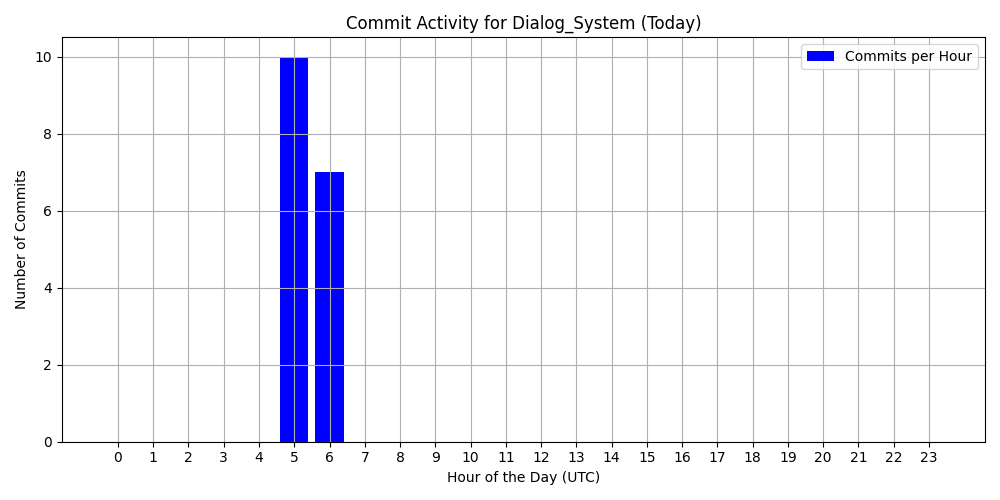 Commit Activity for Dialog_System (Today)
Commits per Hour
Number of Commits
10
8
6
4
2
0
0 1 2 3 4 5 6 7 8 9 10 11 12 13 14 15 16 17 18 19 20 21 22 23
Hour of the Day (UTC)